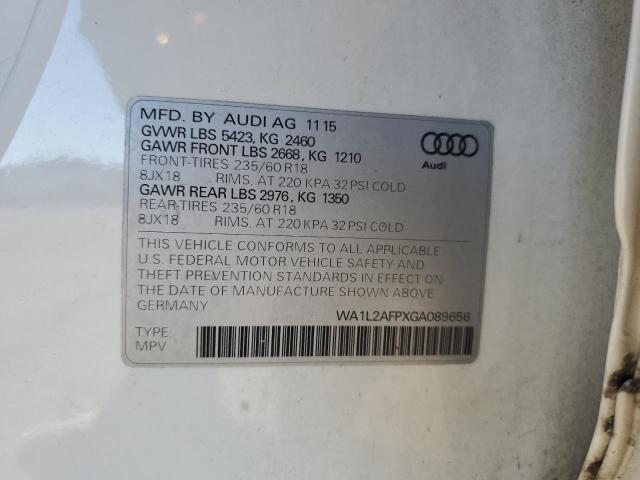 MFD. BY AUDI AG 11 15
GVWR LBS 5423, KG 2460
GAWR FRONT LBS 2668, KG 1210
FRONT-TIRES 235/60 R18
8JX18 RIMS, AT 220 KPA 32 PSI COLD
GAWR REAR LBS 2976, KG 1350
REAR-TIRES 235/60 R18
8JX18 RIMS, AT 220 KPA 32 PSI COLD
Audi
THIS VEHICLE CONFORMS TO ALL APPLICABLE
U.S. FEDERAL MOTOR VEHICLE SAFETY AND
THEFT PREVENTION STANDARDS IN EFFECT ON
THE DATE OF MANUFACTURE SHOWN ABOVE.
GERMANY
WA1L2AFPXGA089656
TYPE
MPV